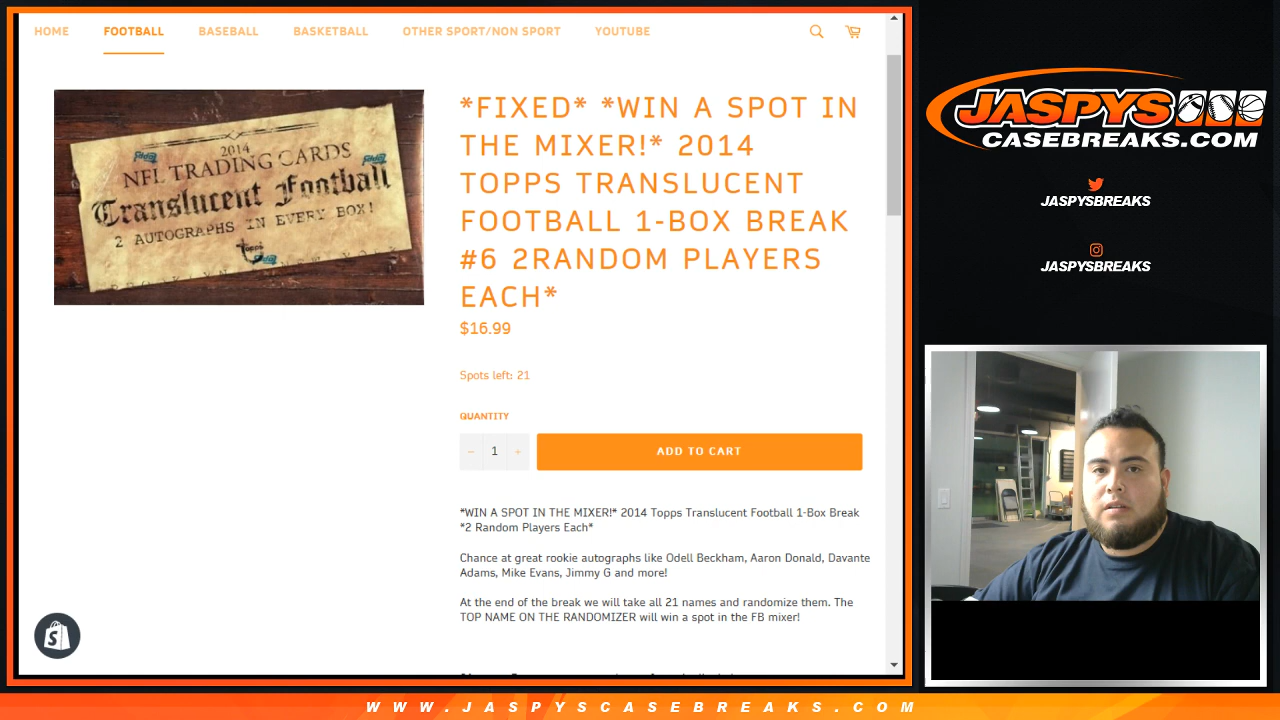 HOME FOOTBALL BASEBALL BASKETBALL OTHER SPORT/NON SPORT YOUTUBE
2014
NFL TRADING CARDS
Translucent Football
2 AUTOGRAPHS IN EVERY BOX!
Topps
*FIXED* *WIN A SPOT IN
THE MIXER!* 2014
TOPPS TRANSLUCENT
FOOTBALL 1-BOX BREAK
#6 2RANDOM PLAYERS
EACH*
$16.99
Spots left: 21
QUANTITY
− 1 + ADD TO CART
*WIN A SPOT IN THE MIXER!* 2014 Topps Translucent Football 1-Box Break
*2 Random Players Each*
Chance at great rookie autographs like Odell Beckham, Aaron Donald, Davante
Adams, Mike Evans, Jimmy G and more!
At the end of the break we will take all 21 names and randomize them. The
TOP NAME ON THE RANDOMIZER will win a spot in the FB mixer!
JASPYS
CASEBREAKS.COM
JASPYSBREAKS
JASPYSBREAKS
WWW.JASPYSCASEBREAKS.COM